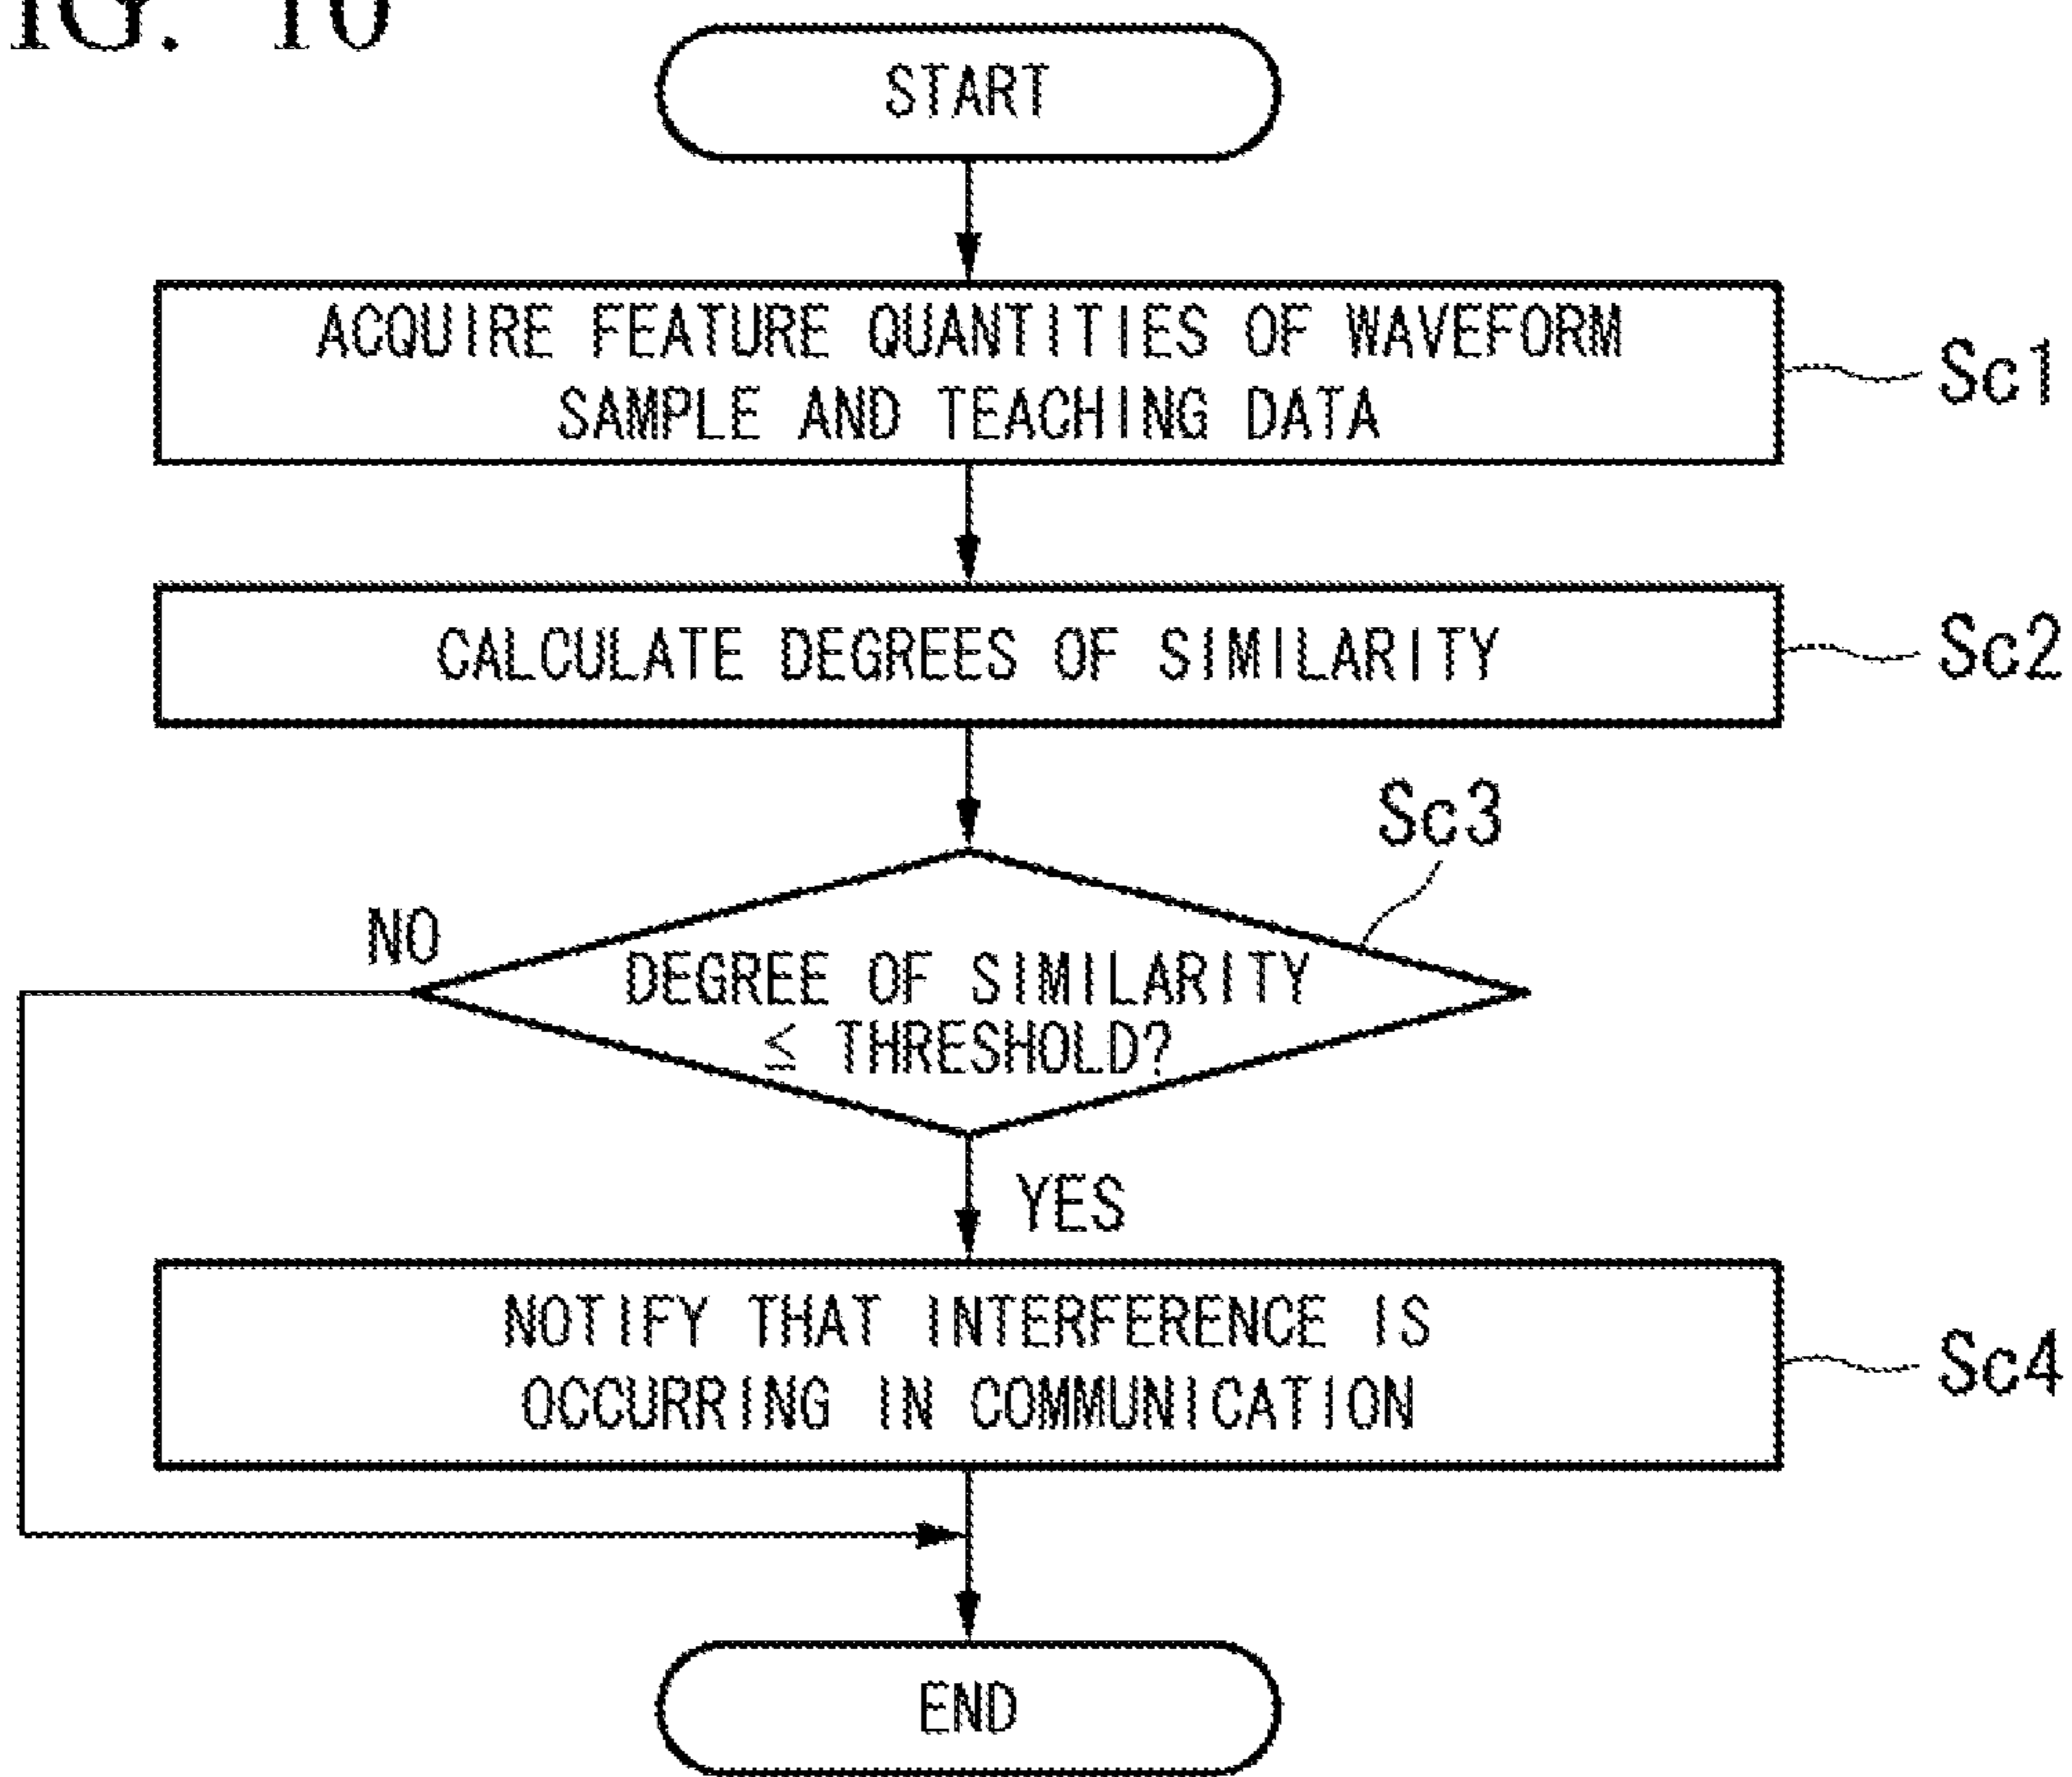 IG. 10
START
ACQUIRE FEATURE QUANTITIES OF WAVEFORM
SAMPLE AND TEACHING DATA
Sc1
CALCULATE DEGREES OF SIMILARITY
Sc2
Sc3
NO
DEGREE OF SIMILARITY
≤ THRESHOLD?
YES
NOTIFY THAT INTERFERENCE IS
OCCURRING IN COMMUNICATION
Sc4
END